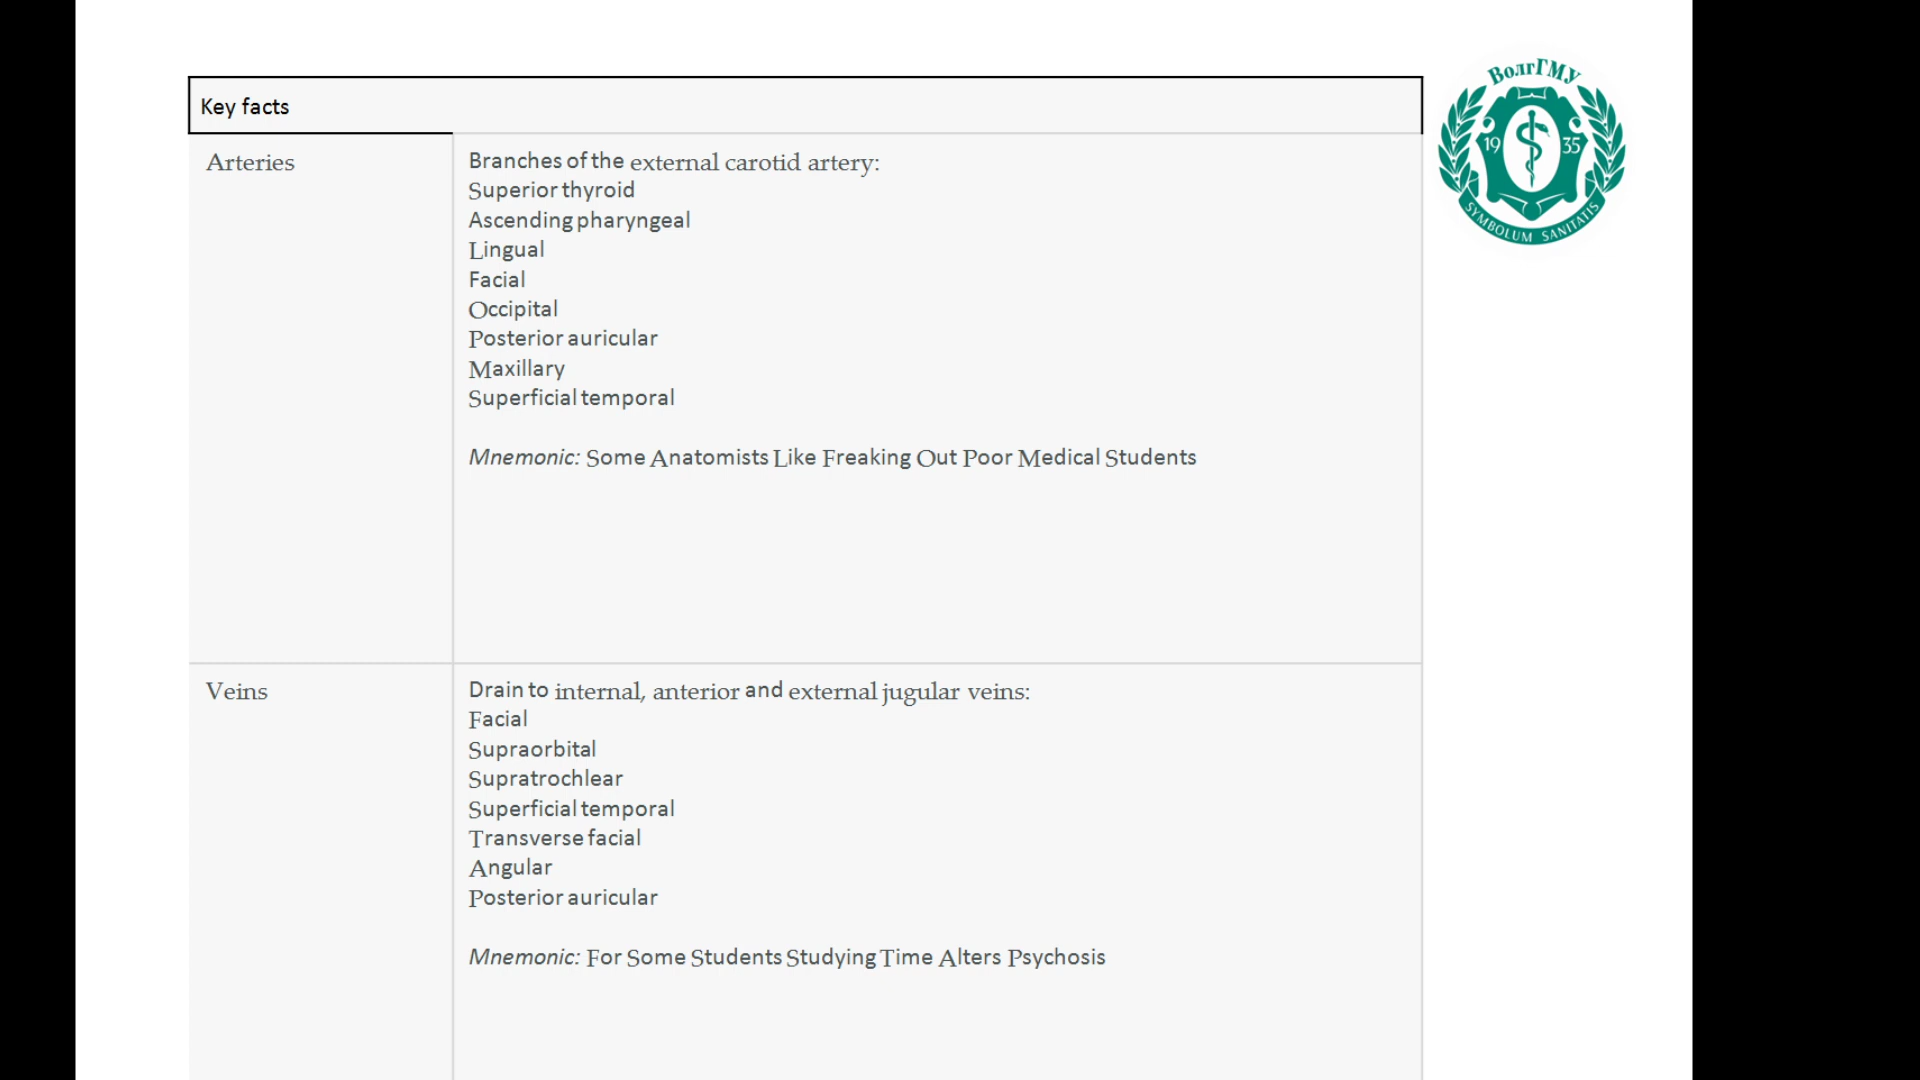 ВолгГМУ
19 35
SYMBOLUM SANITATIS
Key facts
Arteries
Branches of the external carotid artery:
Superior thyroid
Ascending pharyngeal
Lingual
Facial
Occipital
Posterior auricular
Maxillary
Superficial temporal
Mnemonic: Some Anatomists Like Freaking Out Poor Medical Students
Veins
Drain to internal, anterior and external jugular veins:
Facial
Supraorbital
Supratrochlear
Superficial temporal
Transverse facial
Angular
Posterior auricular
Mnemonic: For Some Students Studying Time Alters Psychosis